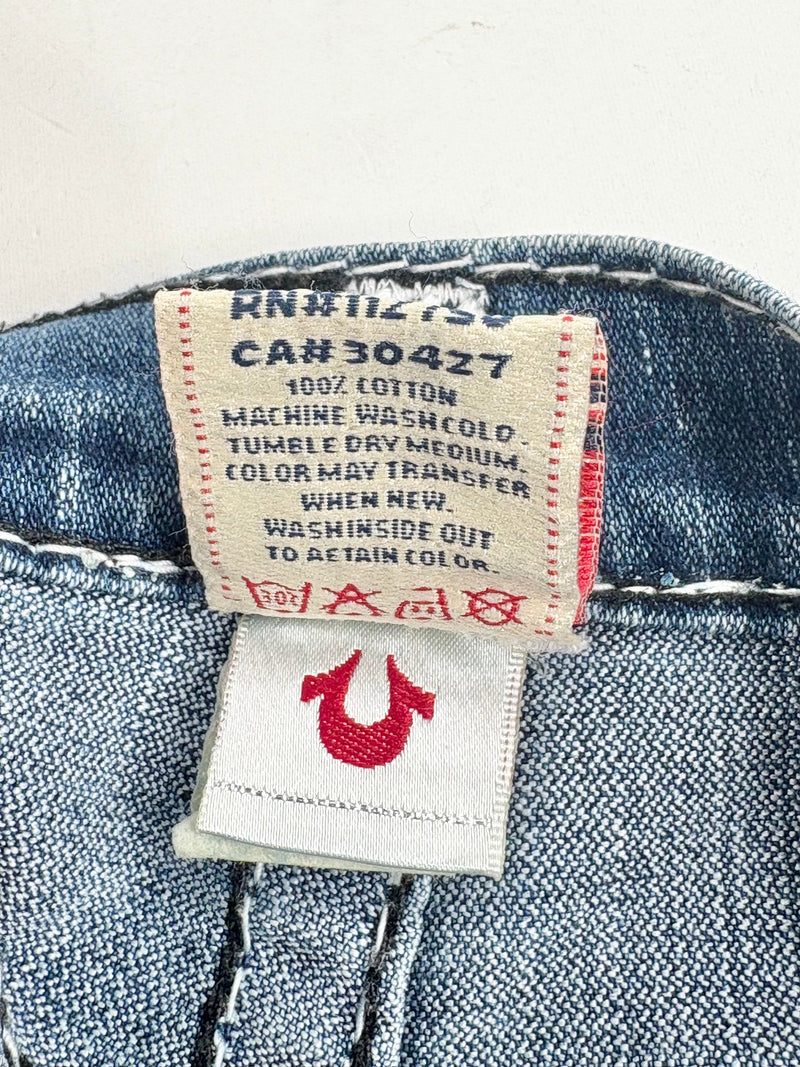 CA#30427
100% COTTON
MACHINE WASH COLD.
TUMBLE DRY MEDIUM.
COLOR MAY TRANSFER
WHEN NEW.
WASH INSIDE OUT
TO RETAIN COLOR.